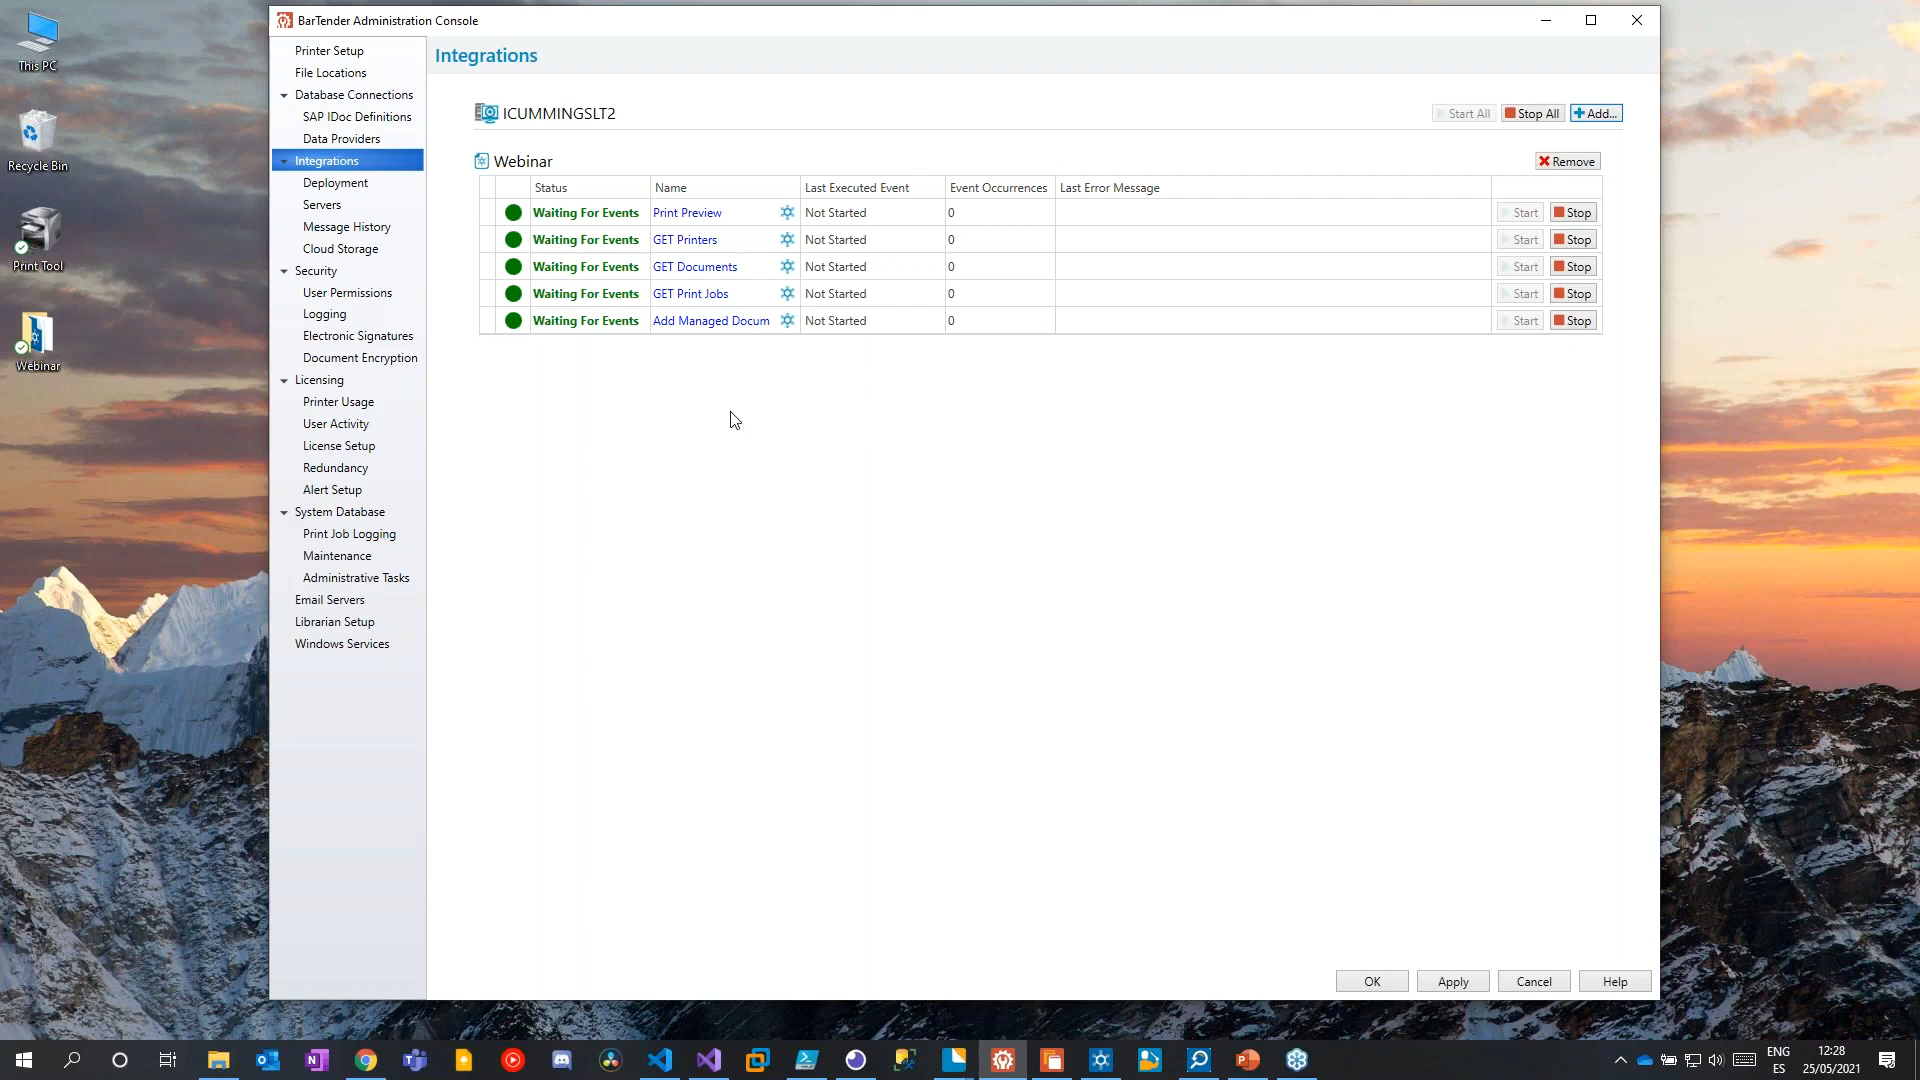 This PC
Recycle Bin
Print Tool
Webinar
BarTender Administration Console
Printer Setup
File Locations
Database Connections
SAP IDoc Definitions
Data Providers
Integrations
Deployment
Servers
Message History
Cloud Storage
Security
User Permissions
Logging
Electronic Signatures
Document Encryption
Licensing
Printer Usage
User Activity
License Setup
Redundancy
Alert Setup
System Database
Print Job Logging
Maintenance
Administrative Tasks
Email Servers
Librarian Setup
Windows Services
Integrations
ICUMMINGSLT2
Start All Stop All Add...
Webinar
Remove
Status Name Last Executed Event Event Occurrences Last Error Message
Waiting For Events Print Preview Not Started 0 Start Stop
Waiting For Events GET Printers Not Started 0 Start Stop
Waiting For Events GET Documents Not Started 0 Start Stop
Waiting For Events GET Print Jobs Not Started 0 Start Stop
Waiting For Events Add Managed Docum Not Started 0 Start Stop
OK Apply Cancel Help
ENG
ES
12:28
25/05/2021